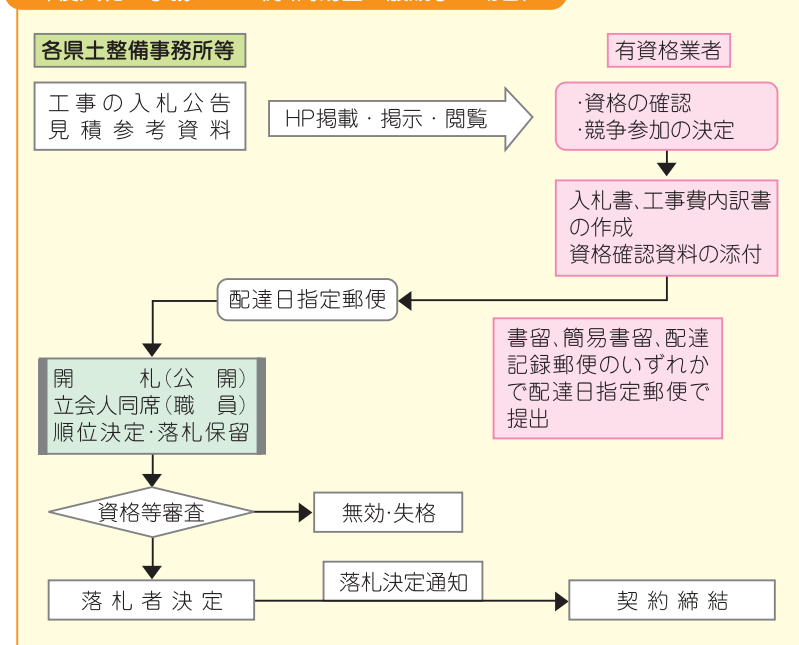 各県土整備事務所等
有資格業者
工事の入札公告
見積参考資料
HP掲載・掲示・閲覧
・資格の確認
・競争参加の決定
入札書、工事費内訳書
の作成
資格確認資料の添付
配達日指定郵便
書留、簡易書留、配達
記録郵便のいずれか
で配達日指定郵便で
提出
開　札(公　開)
立会人同席(職　員)
順位決定・落札保留
資格等審査
無効・失格
落札者決定
落札決定通知
契約締結